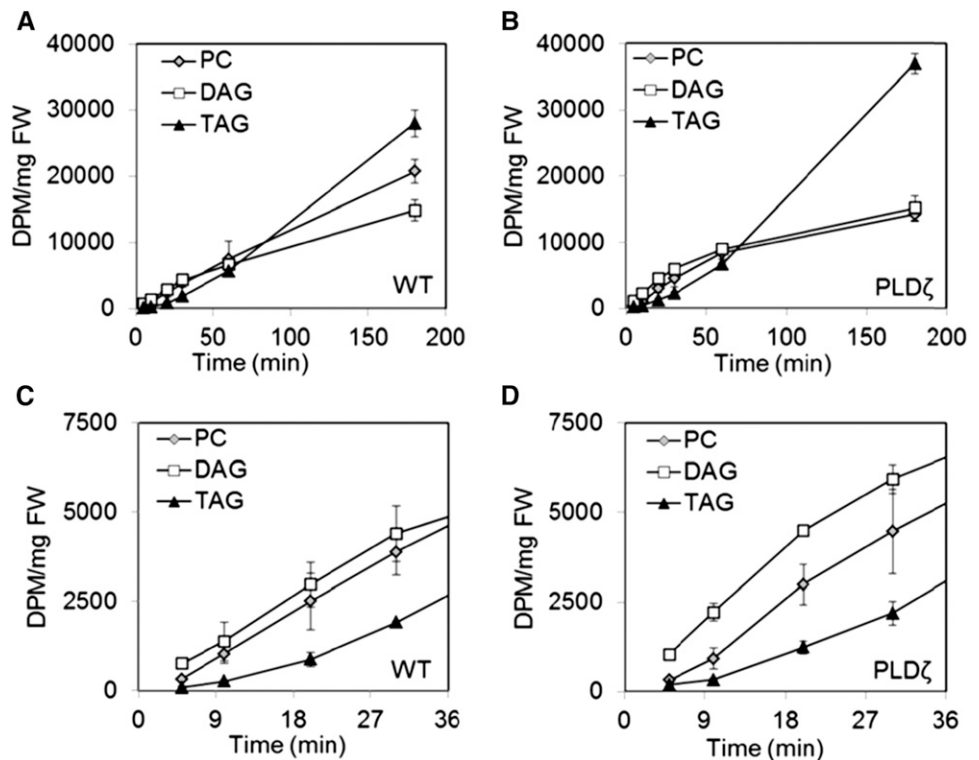 A
40000
30000
20000
10000
0
DPM/mg FW
PC
DAG
TAG
WT
0 50 100 150 200
Time (min)
B
40000
30000
20000
10000
0
DPM/mg FW
PC
DAG
TAG
PLDζ
0 50 100 150 200
Time (min)
C
7500
5000
2500
0
DPM/mg FW
PC
DAG
TAG
WT
0 9 18 27 36
Time (min)
D
7500
5000
2500
0
DPM/mg FW
PC
DAG
TAG
PLDζ
0 9 18 27 36
Time (min)